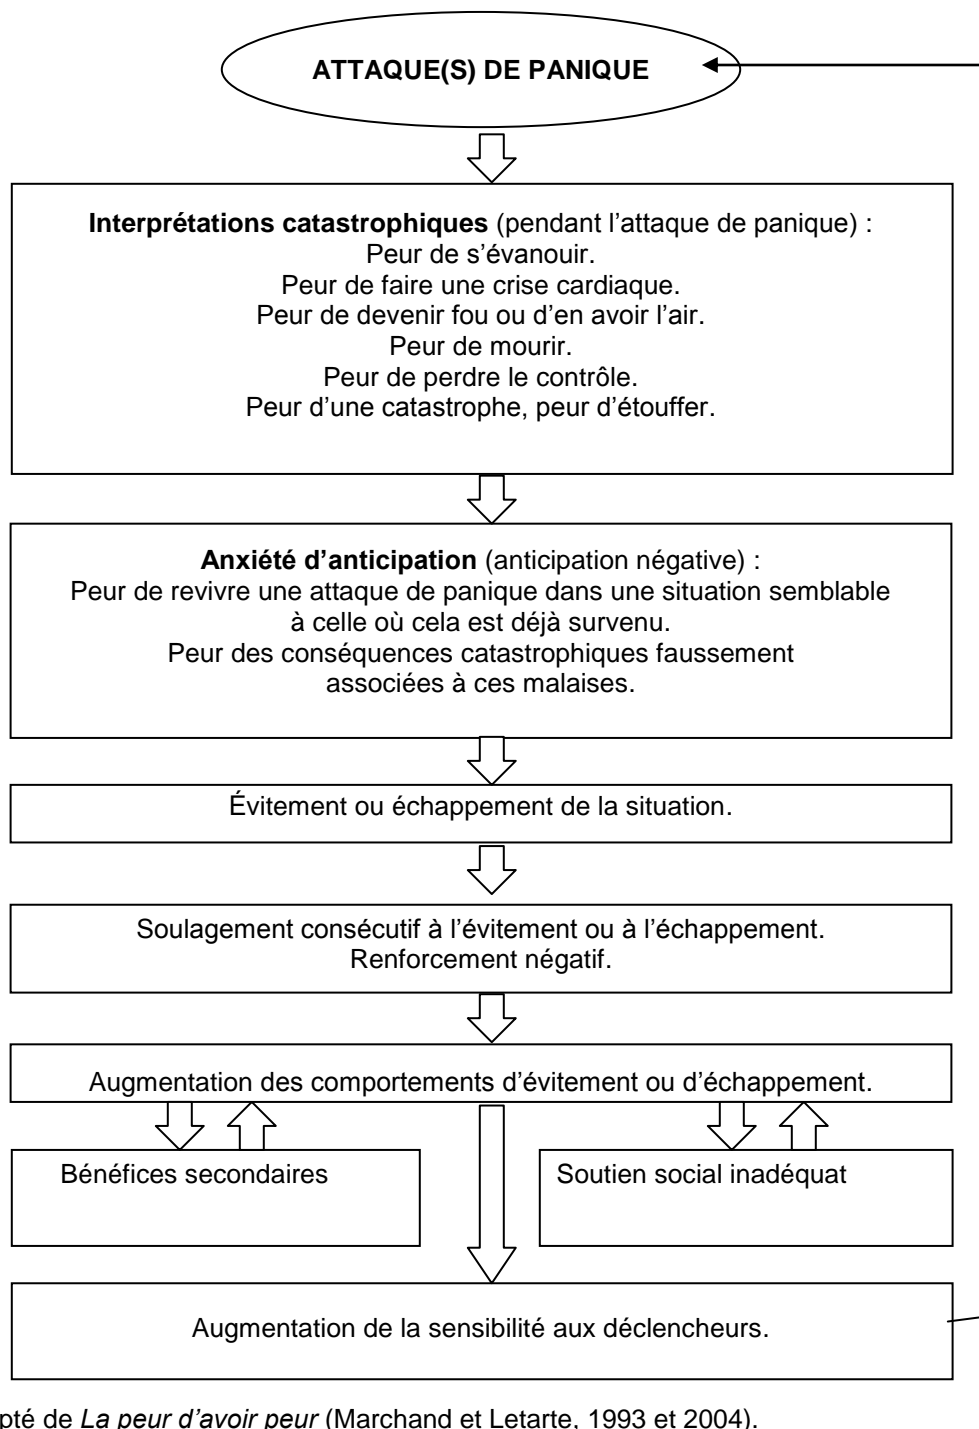 ATTAQUE(S) DE PANIQUE
Interprétations catastrophiques (pendant l’attaque de panique) :
Peur de s’évanouir.
Peur de faire une crise cardiaque.
Peur de devenir fou ou d’en avoir l’air.
Peur de mourir.
Peur de perdre le contrôle.
Peur d’une catastrophe, peur d’étouffer.
Anxiété d’anticipation (anticipation négative) :
Peur de revivre une attaque de panique dans une situation semblable
à celle où cela est déjà survenu.
Peur des conséquences catastrophiques faussement
associées à ces malaises.
Évitement ou échappement de la situation.
Soulagement consécutif à l’évitement ou à l’échappement.
Renforcement négatif.
Augmentation des comportements d’évitement ou d’échappement.
Bénéfices secondaires
Soutien social inadéquat
Augmentation de la sensibilité aux déclencheurs.
pté de La peur d’avoir peur (Marchand et Letarte, 1993 et 2004).